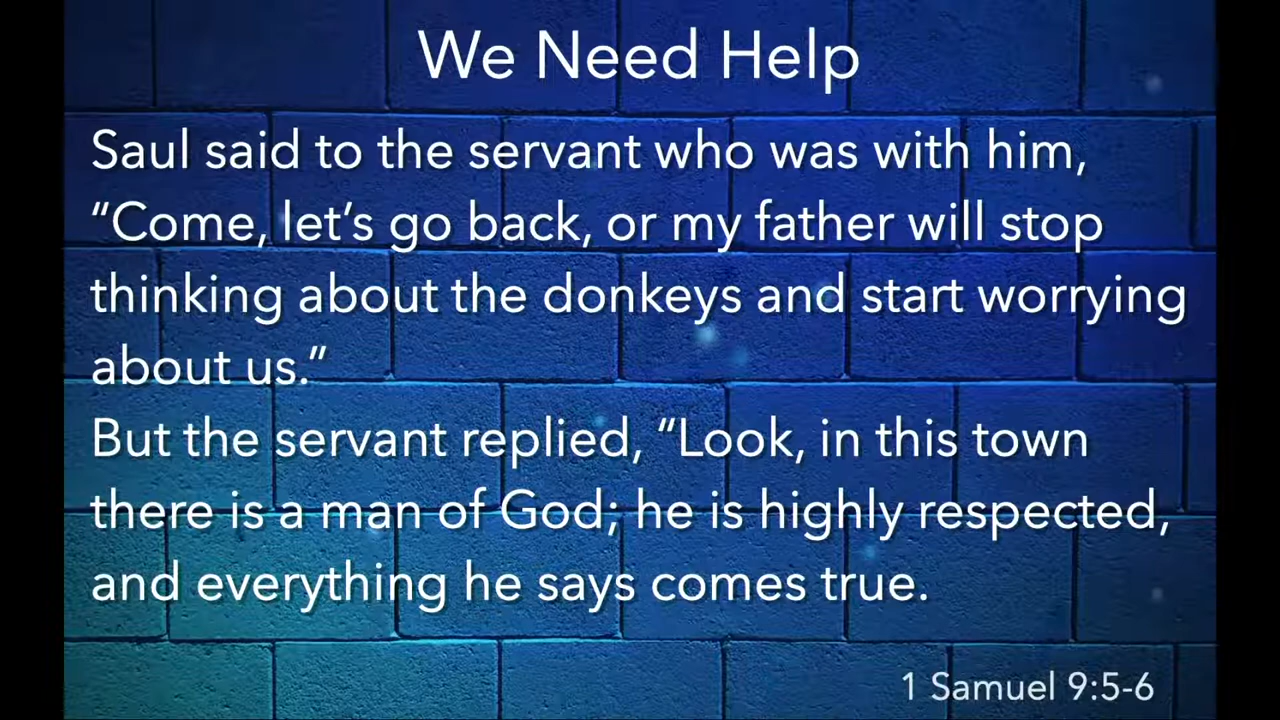 We Need Help
Saul said to the servant who was with him,
“Come, let’s go back, or my father will stop
thinking about the donkeys and start worrying
about us.”
But the servant replied, “Look, in this town
there is a man of God; he is highly respected,
and everything he says comes true.
1 Samuel 9:5-6